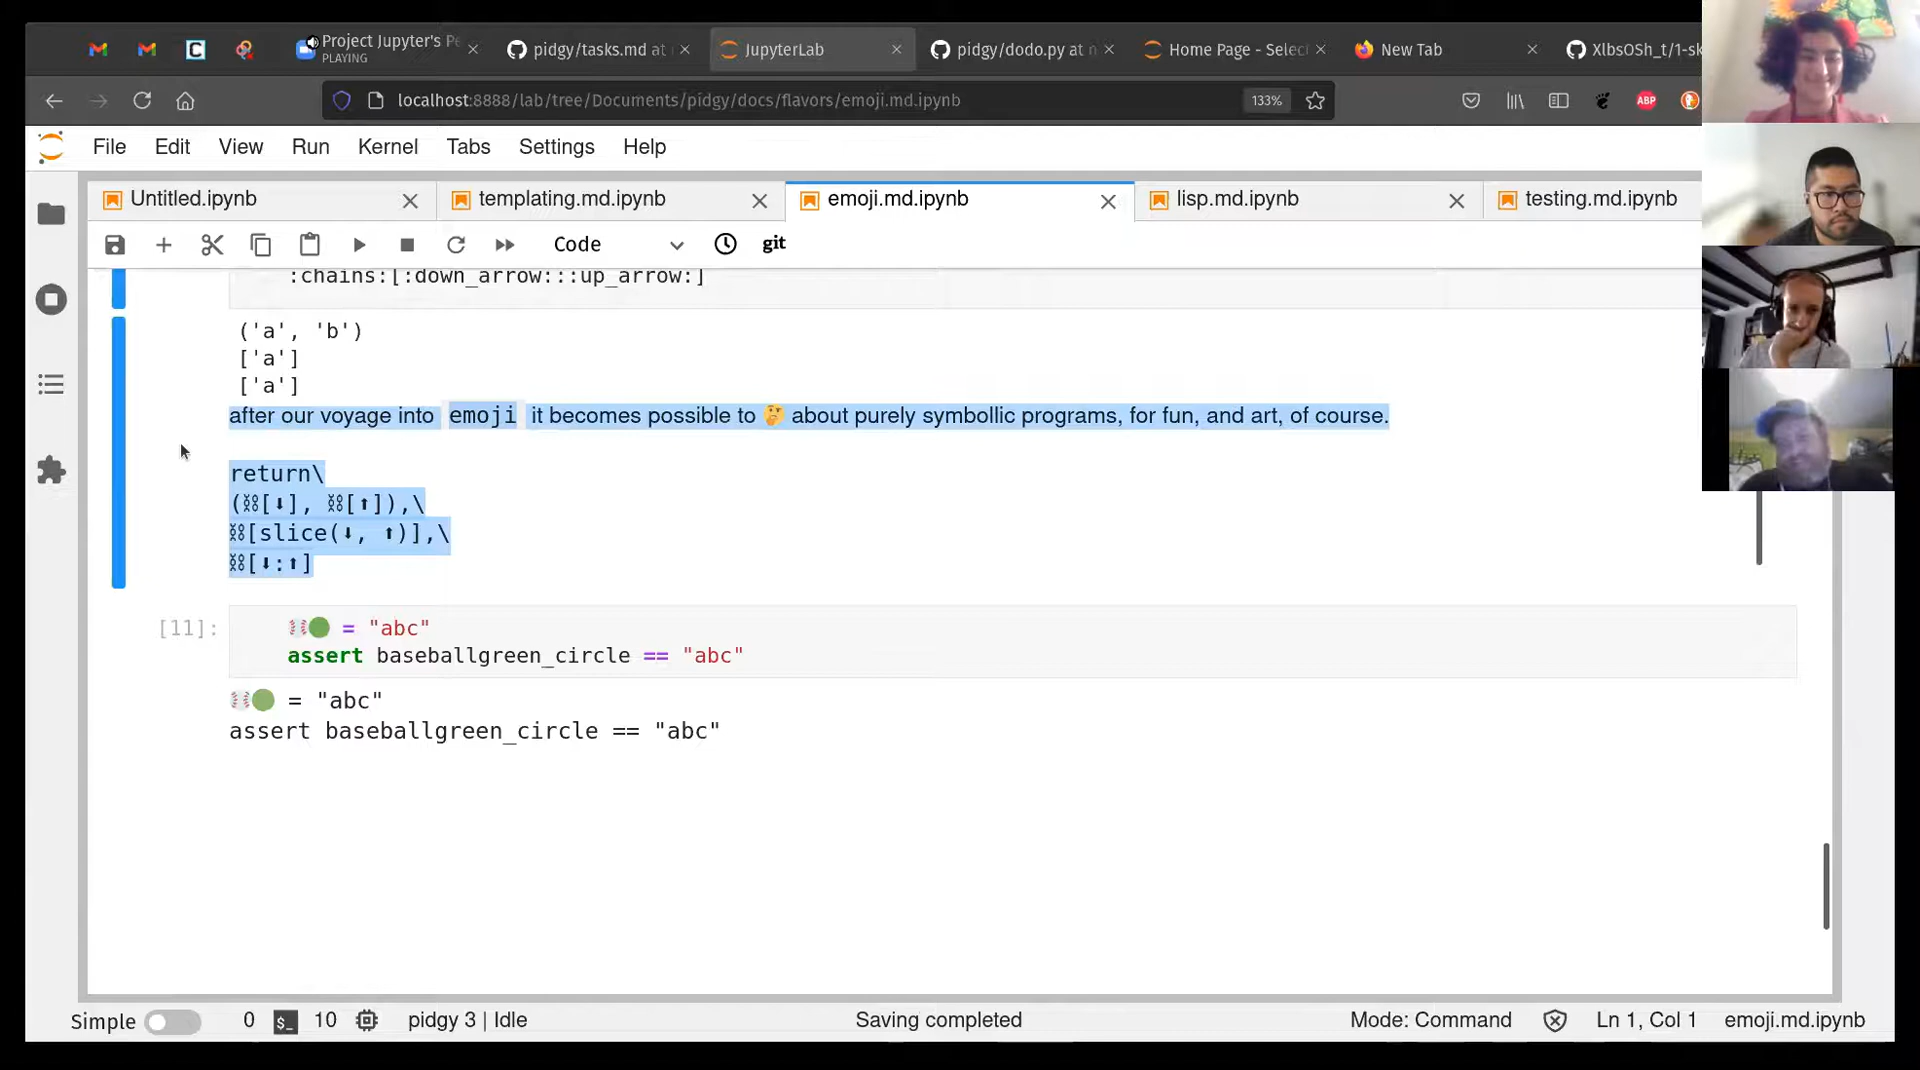 Project Jupyter's Pe
PLAYING
pidgy/tasks.md at
JupyterLab
pidgy/dodo.py at
Home Page - Select
New Tab
XlbsOSh_t/1-sk
localhost:8888/lab/tree/Documents/pidgy/docs/flavors/emoji.md.ipynb
133%
ABP
File Edit View Run Kernel Tabs Settings Help
Untitled.ipynb
templating.md.ipynb
emoji.md.ipynb
lisp.md.ipynb
testing.md.ipynb
Code
git
:chains:[:down_arrow:::up_arrow:]
('a', 'b')
['a']
['a']
after our voyage into emoji it becomes possible to 🤔 about purely symbollic programs, for fun, and art, of course.
return\
(⛓[⬇], ⛓[⬆]),\
⛓[slice(⬇, ⬆)],\
⛓[⬇:⬆]
[11]:
⚾🟢 = "abc"
assert baseballgreen_circle == "abc"
⚾🟢 = "abc"
assert baseballgreen_circle == "abc"
Simple 0 $_ 10 pidgy 3 | Idle Saving completed Mode: Command Ln 1, Col 1 emoji.md.ipynb